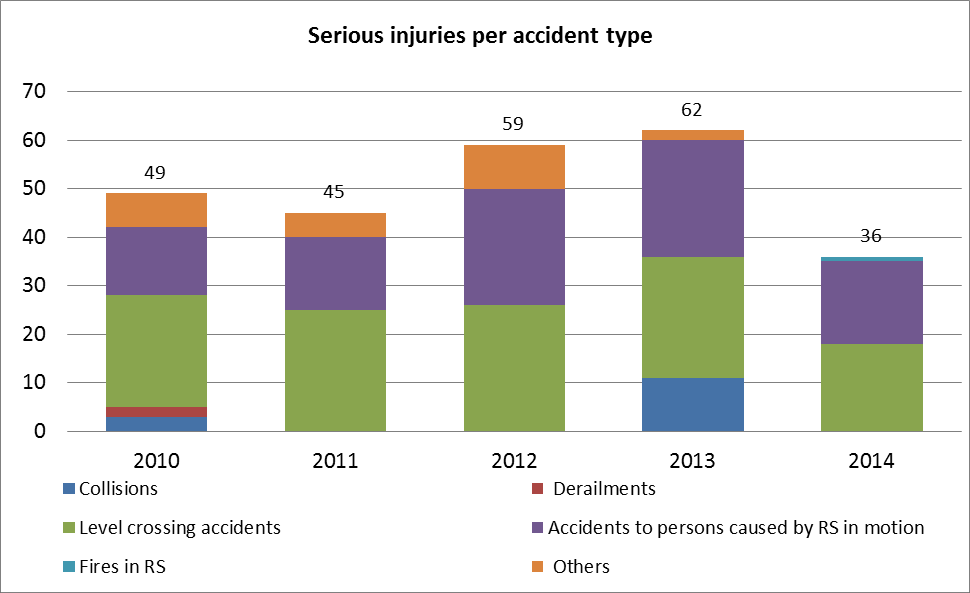 Serious injuries per accident type
70
60
50
40
30
20
10
0
49
45
59
62
36
2010 2011 2012 2013 2014
Collisions Derailments
Level crossing accidents Accidents to persons caused by RS in motion
Fires in RS Others